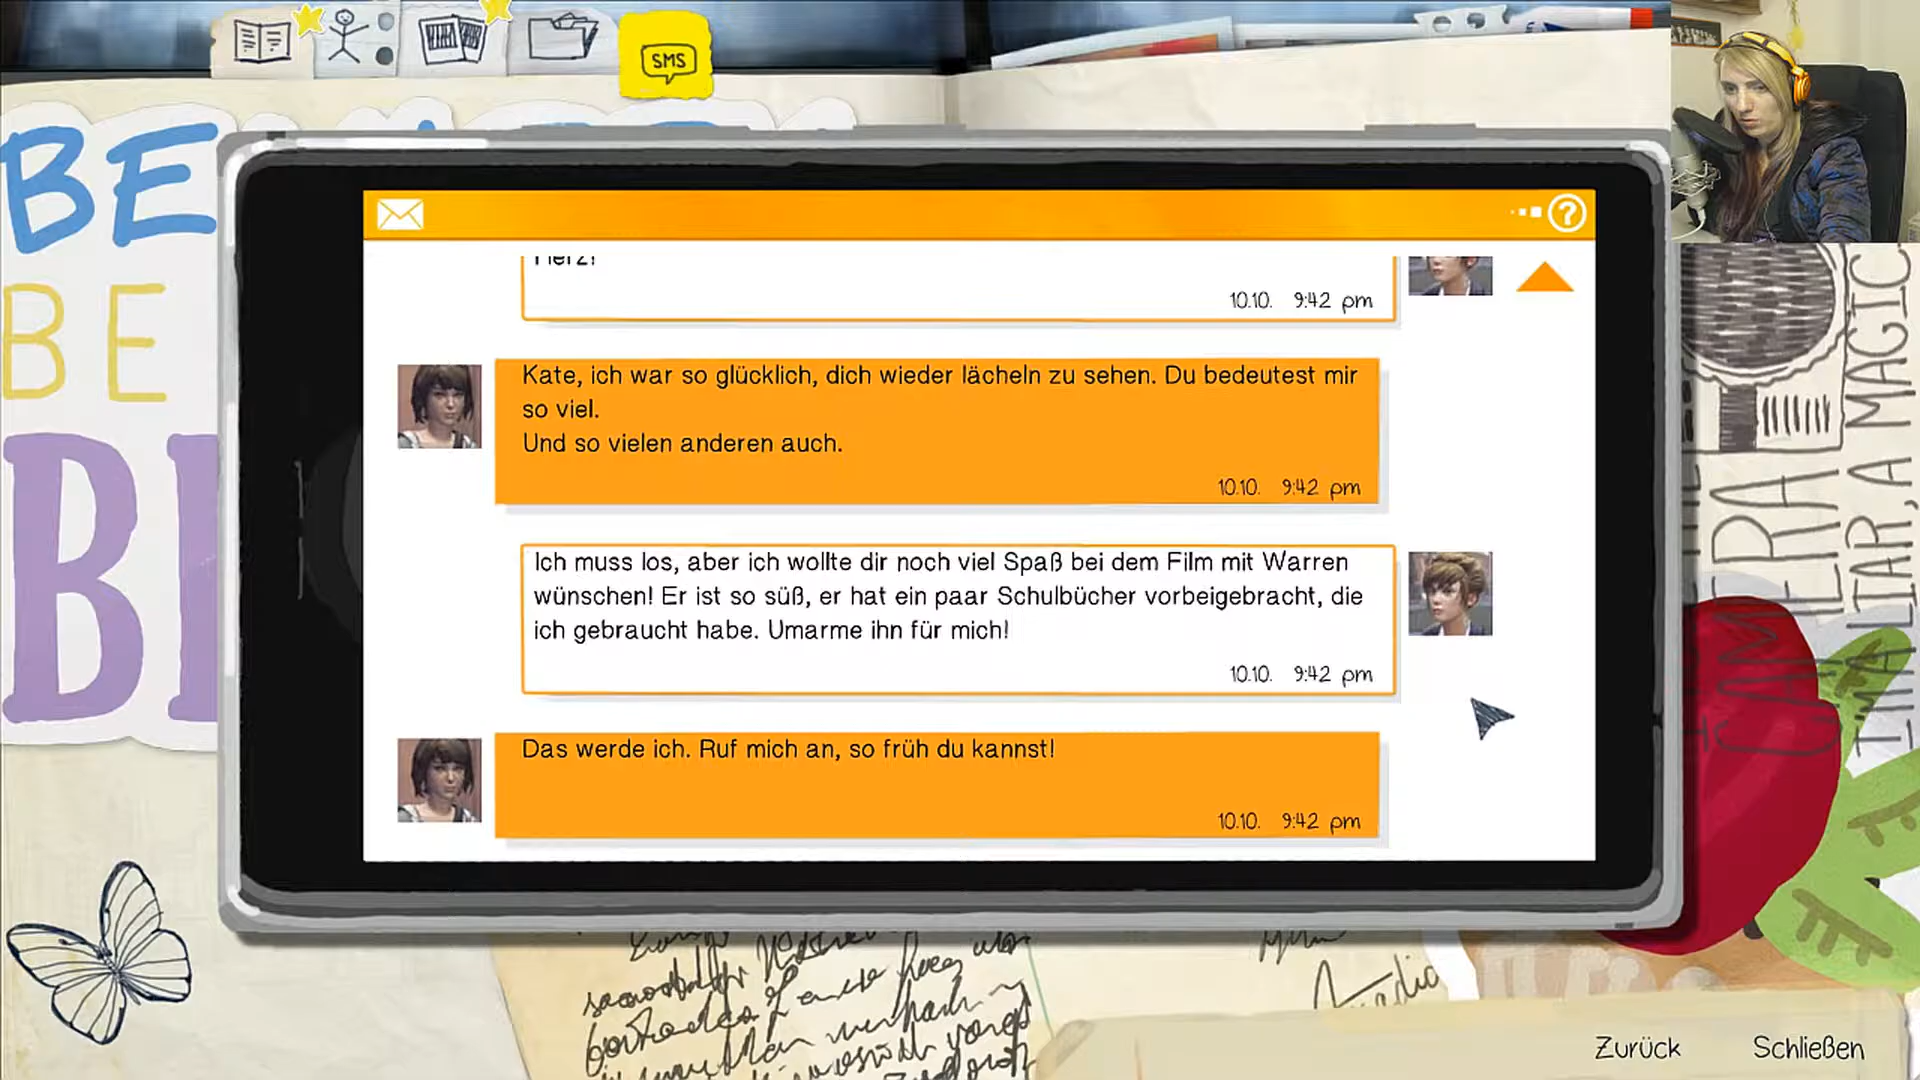 SMS
BE
BE
Herz!
10.10. 9:42 pm
Kate, ich war so glücklich, dich wieder lächeln zu sehen. Du bedeutest mir
so viel.
Und so vielen anderen auch.
10.10. 9:42 pm
Ich muss los, aber ich wollte dir noch viel Spaß bei dem Film mit Warren
wünschen! Er ist so süß, er hat ein paar Schulbücher vorbeigebracht, die
ich gebraucht habe. Umarme ihn für mich!
10.10. 9:42 pm
Das werde ich. Ruf mich an, so früh du kannst!
10.10. 9:42 pm
CAMERA
LIAR, A MAGIC
Zurück
Schließen